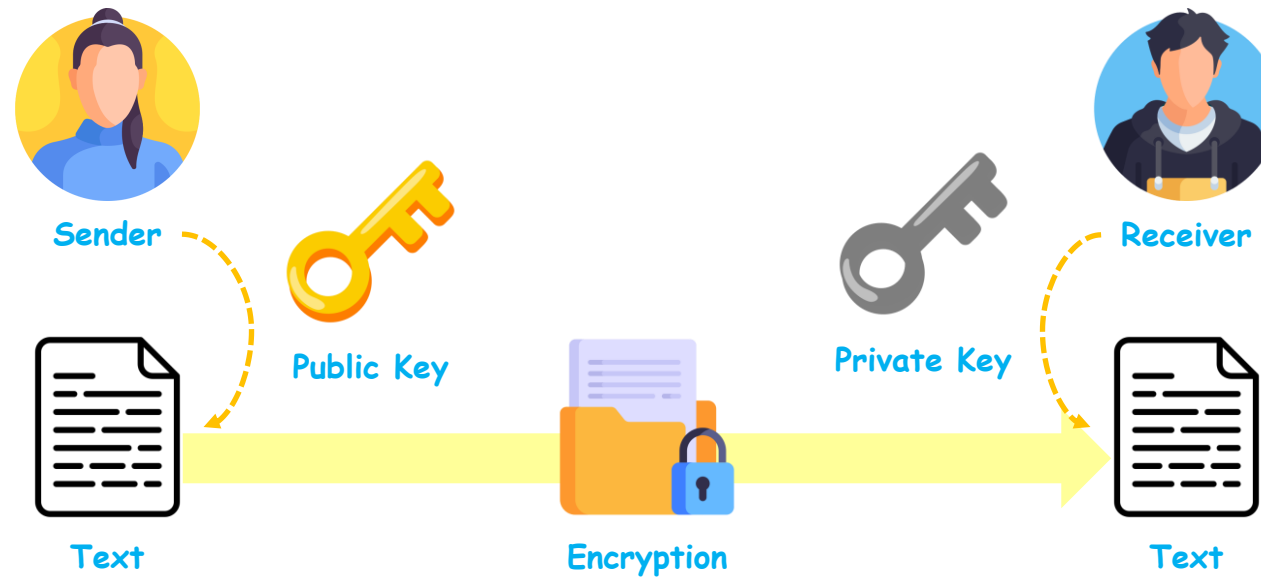 Sender
Receiver
Public Key
Private Key
Text
Encryption
Text